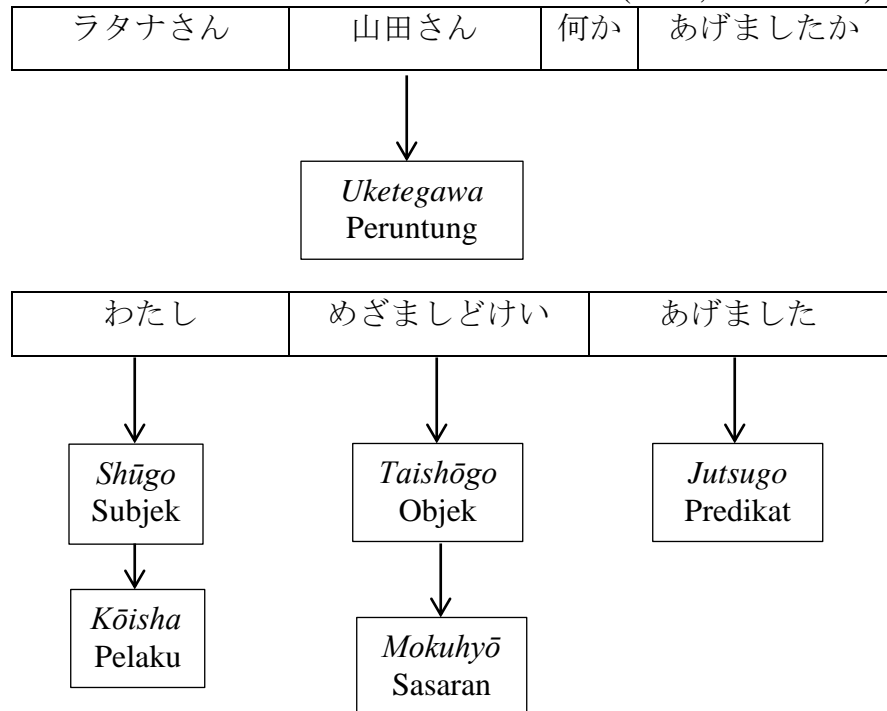 ラタナさん 山田さん 何か あげましたか
Uketegawa
Peruntung
わたし めざましどけい あげました
Shūgo
Subjek
Taishōgo
Objek
Jutsugo
Predikat
Kōisha
Pelaku
Mokuhyō
Sasaran